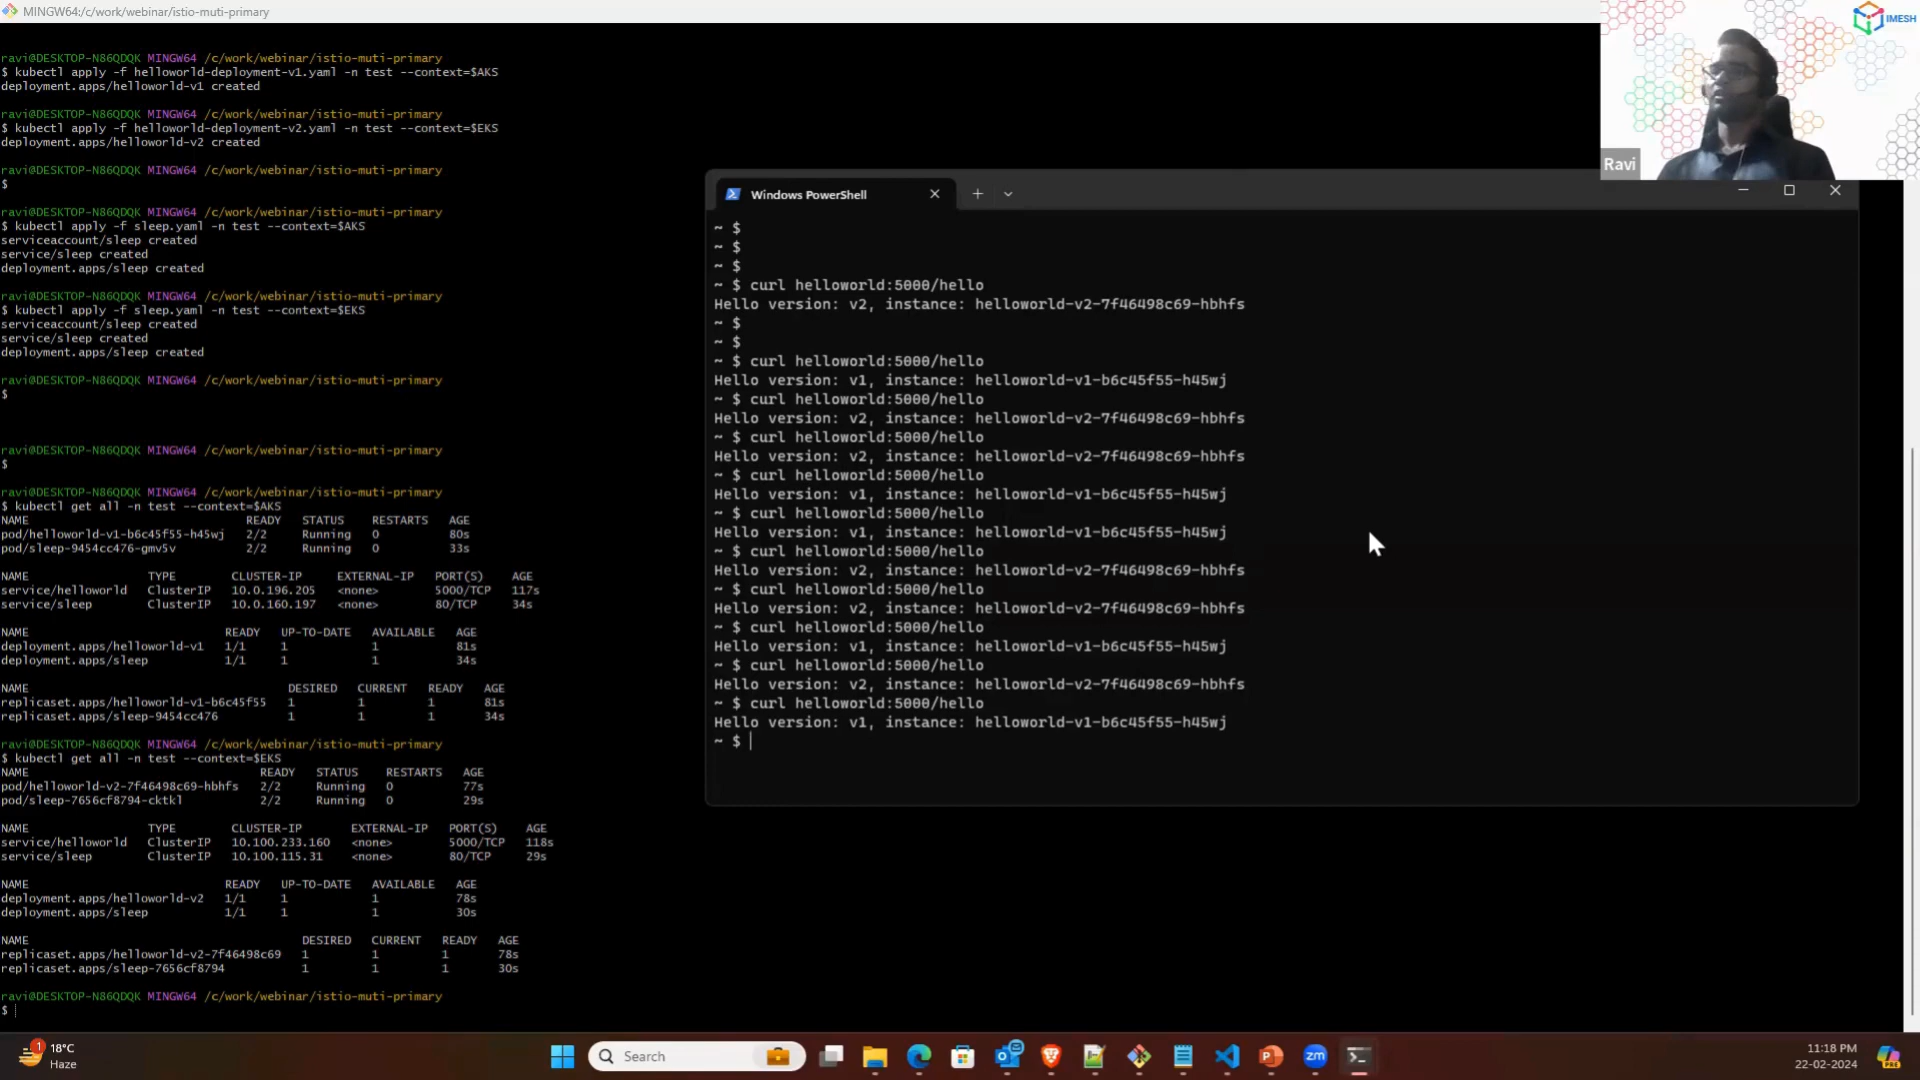 MINGW64:/c/work/webinar/istio-muti-primary
ravi@DESKTOP-N86QDQK MINGW64 /c/work/webinar/istio-muti-primary
$ kubectl apply -f helloworld-deployment-v1.yaml -n test --context=$AKS
deployment.apps/helloworld-v1 created
ravi@DESKTOP-N86QDQK MINGW64 /c/work/webinar/istio-muti-primary
$ kubectl apply -f helloworld-deployment-v2.yaml -n test --context=$EKS
deployment.apps/helloworld-v2 created
ravi@DESKTOP-N86QDQK MINGW64 /c/work/webinar/istio-muti-primary
$
ravi@DESKTOP-N86QDQK MINGW64 /c/work/webinar/istio-muti-primary
$ kubectl apply -f sleep.yaml -n test --context=$AKS
serviceaccount/sleep created
service/sleep created
deployment.apps/sleep created
ravi@DESKTOP-N86QDQK MINGW64 /c/work/webinar/istio-muti-primary
$ kubectl apply -f sleep.yaml -n test --context=$EKS
serviceaccount/sleep created
service/sleep created
deployment.apps/sleep created
ravi@DESKTOP-N86QDQK MINGW64 /c/work/webinar/istio-muti-primary
$
ravi@DESKTOP-N86QDQK MINGW64 /c/work/webinar/istio-muti-primary
$
ravi@DESKTOP-N86QDQK MINGW64 /c/work/webinar/istio-muti-primary
$ kubectl get all -n test --context=$AKS
NAME READY STATUS RESTARTS AGE
pod/helloworld-v1-b6c45f55-h45wj 2/2 Running 0 80s
pod/sleep-9454cc476-gmv5v 2/2 Running 0 33s
NAME TYPE CLUSTER-IP EXTERNAL-IP PORT(S) AGE
service/helloworld ClusterIP 10.0.196.205 <none> 5000/TCP 117s
service/sleep ClusterIP 10.0.160.197 <none> 80/TCP 34s
NAME READY UP-TO-DATE AVAILABLE AGE
deployment.apps/helloworld-v1 1/1 1 1 81s
deployment.apps/sleep 1/1 1 1 34s
NAME DESIRED CURRENT READY AGE
replicaset.apps/helloworld-v1-b6c45f55 1 1 1 81s
replicaset.apps/sleep-9454cc476 1 1 1 34s
ravi@DESKTOP-N86QDQK MINGW64 /c/work/webinar/istio-muti-primary
$ kubectl get all -n test --context=$EKS
NAME READY STATUS RESTARTS AGE
pod/helloworld-v2-7f46498c69-hbhfs 2/2 Running 0 77s
pod/sleep-7656cf8794-cktkl 2/2 Running 0 29s
NAME TYPE CLUSTER-IP EXTERNAL-IP PORT(S) AGE
service/helloworld ClusterIP 10.100.233.160 <none> 5000/TCP 118s
service/sleep ClusterIP 10.100.115.31 <none> 80/TCP 29s
NAME READY UP-TO-DATE AVAILABLE AGE
deployment.apps/helloworld-v2 1/1 1 1 78s
deployment.apps/sleep 1/1 1 1 30s
NAME DESIRED CURRENT READY AGE
replicaset.apps/helloworld-v2-7f46498c69 1 1 1 78s
replicaset.apps/sleep-7656cf8794 1 1 1 30s
ravi@DESKTOP-N86QDQK MINGW64 /c/work/webinar/istio-muti-primary
$
Windows PowerShell
~ $
~ $
~ $
~ $ curl helloworld:5000/hello
Hello version: v2, instance: helloworld-v2-7f46498c69-hbhfs
~ $
~ $
~ $ curl helloworld:5000/hello
Hello version: v1, instance: helloworld-v1-b6c45f55-h45wj
~ $ curl helloworld:5000/hello
Hello version: v2, instance: helloworld-v2-7f46498c69-hbhfs
~ $ curl helloworld:5000/hello
Hello version: v2, instance: helloworld-v2-7f46498c69-hbhfs
~ $ curl helloworld:5000/hello
Hello version: v1, instance: helloworld-v1-b6c45f55-h45wj
~ $ curl helloworld:5000/hello
Hello version: v1, instance: helloworld-v1-b6c45f55-h45wj
~ $ curl helloworld:5000/hello
Hello version: v2, instance: helloworld-v2-7f46498c69-hbhfs
~ $ curl helloworld:5000/hello
Hello version: v2, instance: helloworld-v2-7f46498c69-hbhfs
~ $ curl helloworld:5000/hello
Hello version: v1, instance: helloworld-v1-b6c45f55-h45wj
~ $ curl helloworld:5000/hello
Hello version: v2, instance: helloworld-v2-7f46498c69-hbhfs
~ $ curl helloworld:5000/hello
Hello version: v1, instance: helloworld-v1-b6c45f55-h45wj
~ $
IMESH
Ravi
1
18°C
Haze
Search
zm
11:18 PM
22-02-2024
PRE